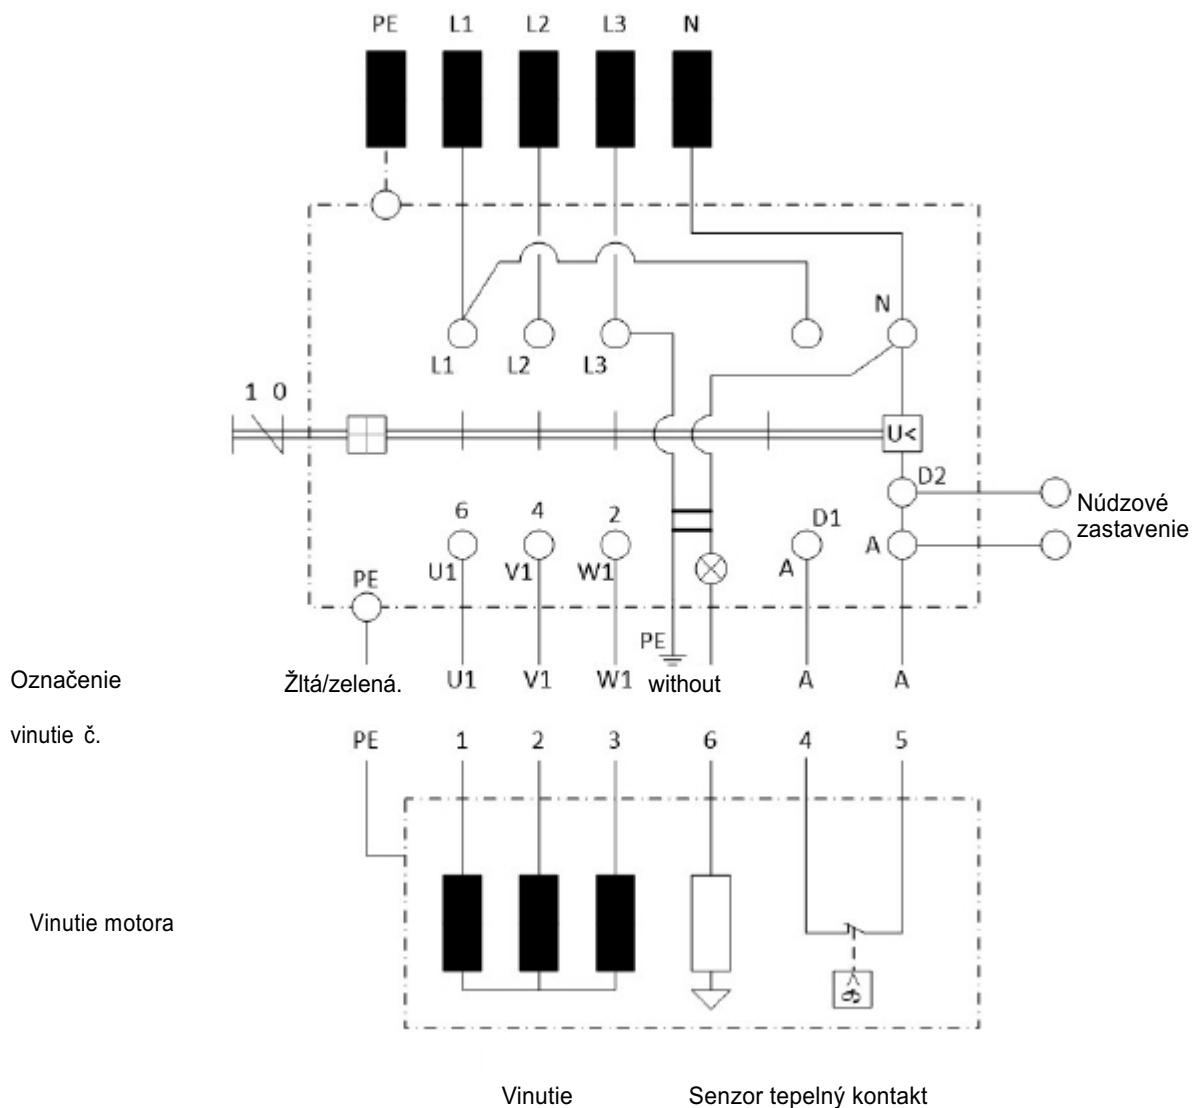 PE L1 L2 L3 N
N
L1 L2 L3
1 0
U<
D2
Núdzové
zastavenie
6 4 2 D1
A
U1 V1 W1 A
PE
PE
Označenie Žltá/zelená. U1 V1 W1 without A A
vinutie č.
PE 1 2 3 6 4 5
Vinutie motora
Vinutie Senzor tepelný kontakt